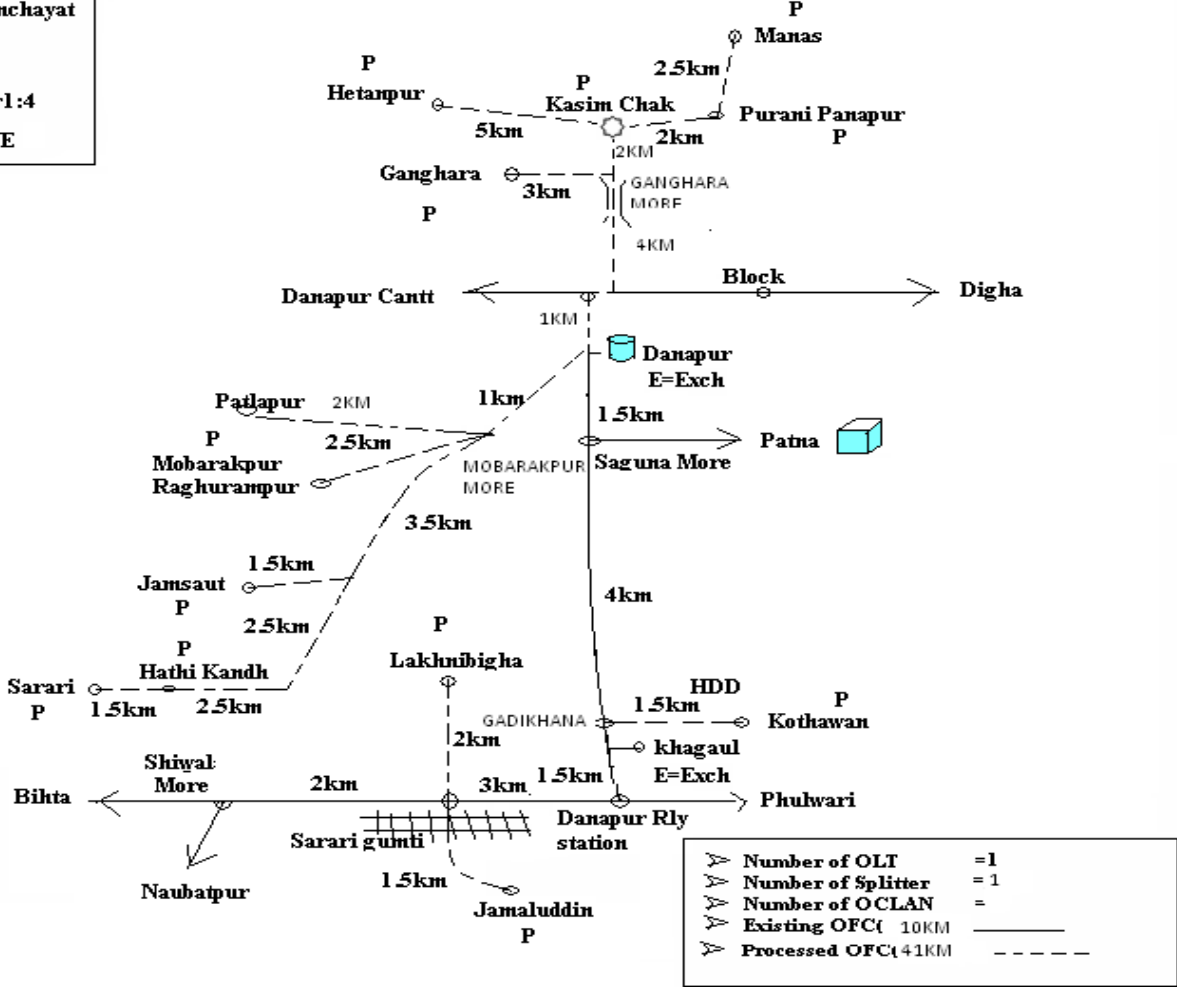 nchayat
1:4
E
P
Manas
2.5km
P
Hetanpur
P
Kasim Chak
Purani Panapur
P
5km
2km
2KM
Ganghara
3km
GANGHARA
MORE
P
4KM
Block
Danapur Cantt
Digha
1KM
Danapur
E=Exch
Patlapur
2KM
1km
1.5km
P
2.5km
Patna
Mobarakpur
Raghurampur
MOBARAKPUR
MORE
Saguna More
3.5km
1.5km
Jamsaut
P
4km
2.5km
P
P
Lakhnibigha
Hathi Kandh
Sarari
P
1.5km
2.5km
HDD
1.5km
P
GADIKHANA
Kothawan
2km
khagaul
E=Exch
Shiwal
More
2km
3km
1.5km
Bihta
Phulwari
Danapur Rly
station
Sarari gumti
Naubatpur
1.5km
Jamaluddin
P
Number of OLT =1
Number of Splitter = 1
Number of OCLAN =
Existing OFC( 10KM
Processed OFC( 41KM